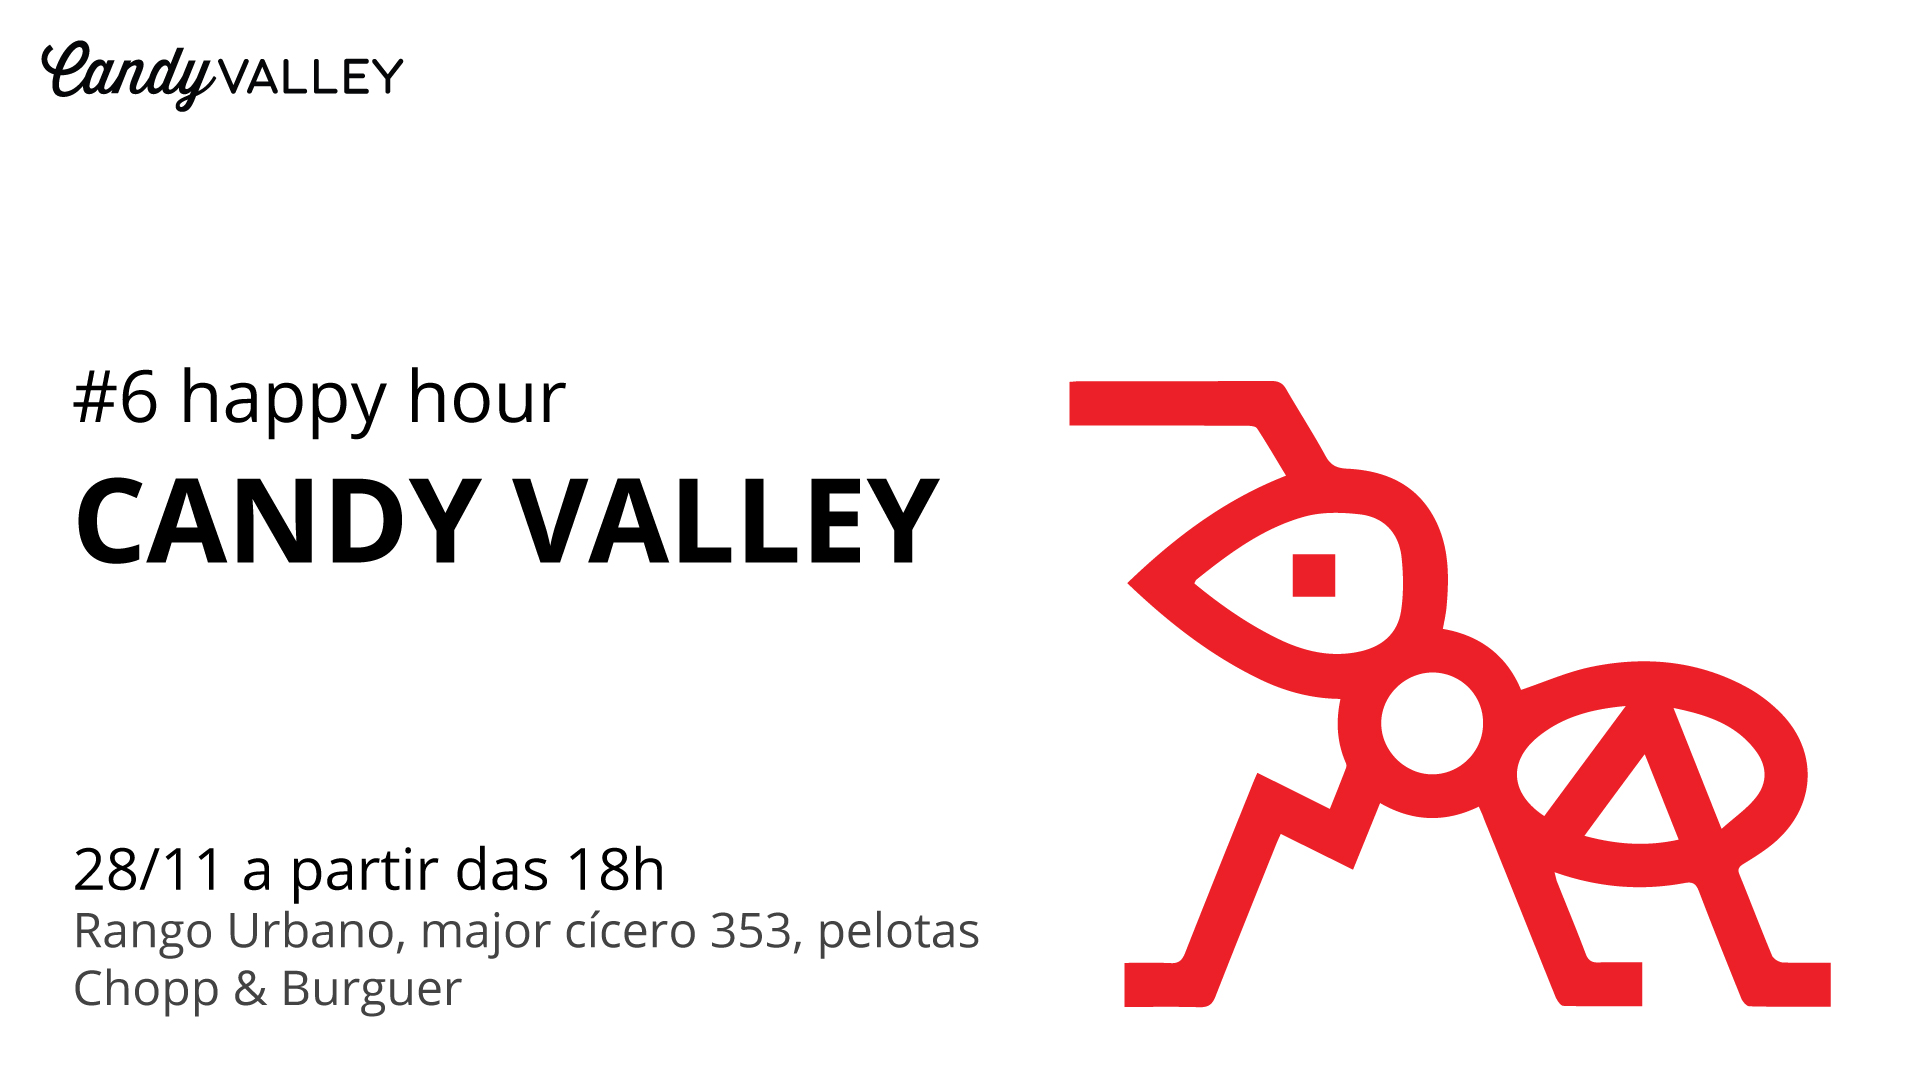 Candy VALLEY
#6 happy hour
CANDY VALLEY
28/11 a partir das 18h
Rango Urbano, major cícero 353, pelotas
Chopp & Burguer